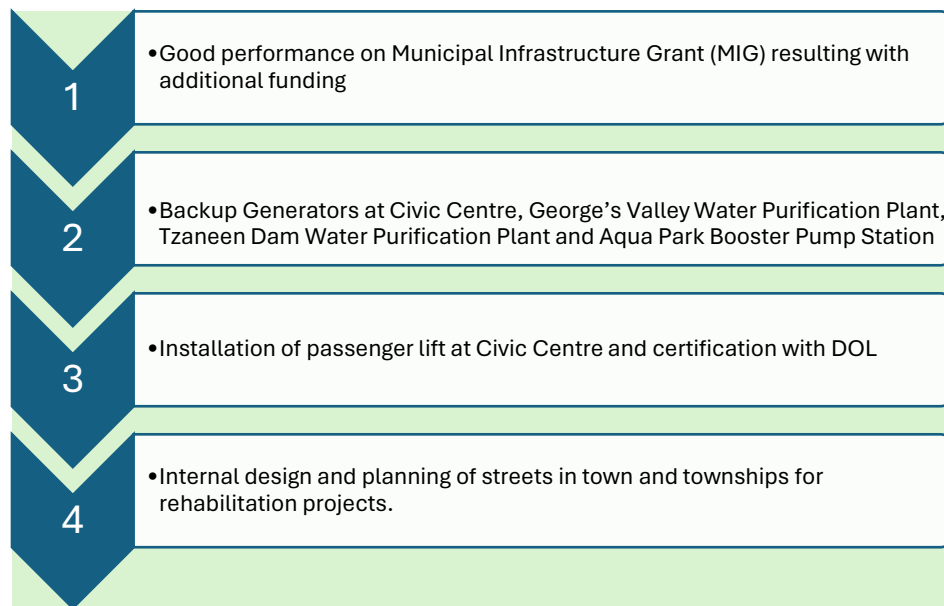 1
•Good performance on Municipal Infrastructure Grant (MIG) resulting with
additional funding
2
•Backup Generators at Civic Centre, George’s Valley Water Purification Plant,
Tzaneen Dam Water Purification Plant and Aqua Park Booster Pump Station
3
•Installation of passenger lift at Civic Centre and certification with DOL
4
•Internal design and planning of streets in town and townships for
rehabilitation projects.